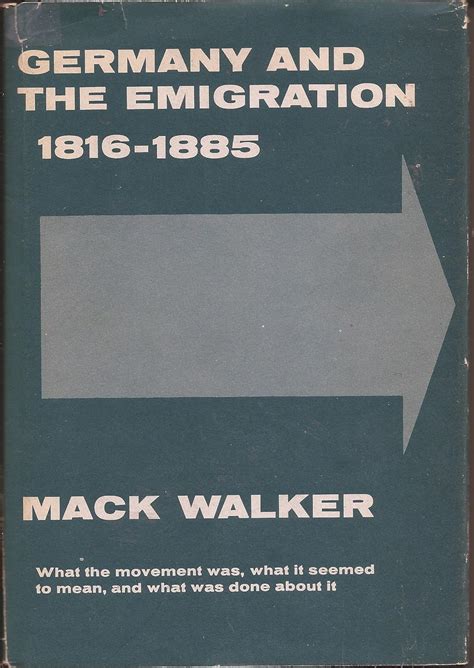 GERMANY AND
THE EMIGRATION
1816-1885
MACK WALKER
What the movement was, what it seemed
to mean, and what was done about it